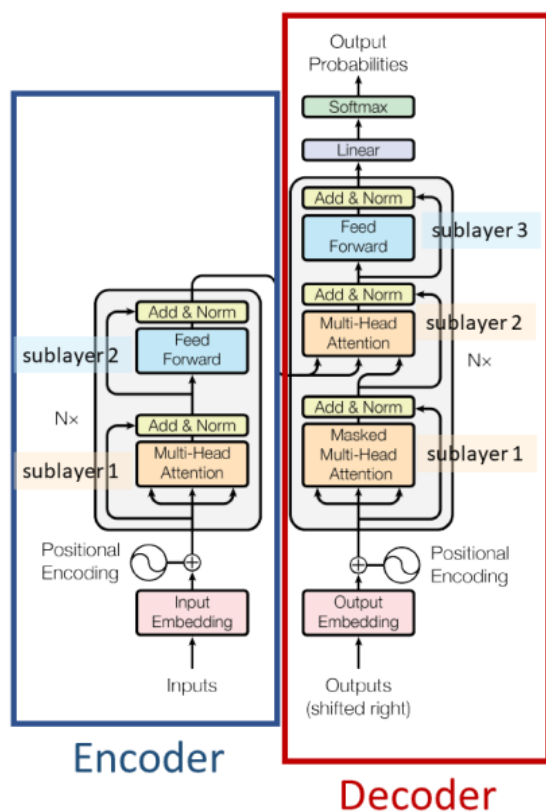 Output
Probabilities
Softmax
Linear
Add & Norm
Feed
Forward
sublayer 3
Add & Norm
Multi-Head
Attention
sublayer 2
Nx
Add & Norm
Masked
Multi-Head
Attention
sublayer 1
Positional
Encoding
Output
Embedding
Outputs
(shifted right)
Decoder
Add & Norm
Feed
Forward
sublayer 2
Nx
Add & Norm
Multi-Head
Attention
sublayer 1
Positional
Encoding
Input
Embedding
Inputs
Encoder